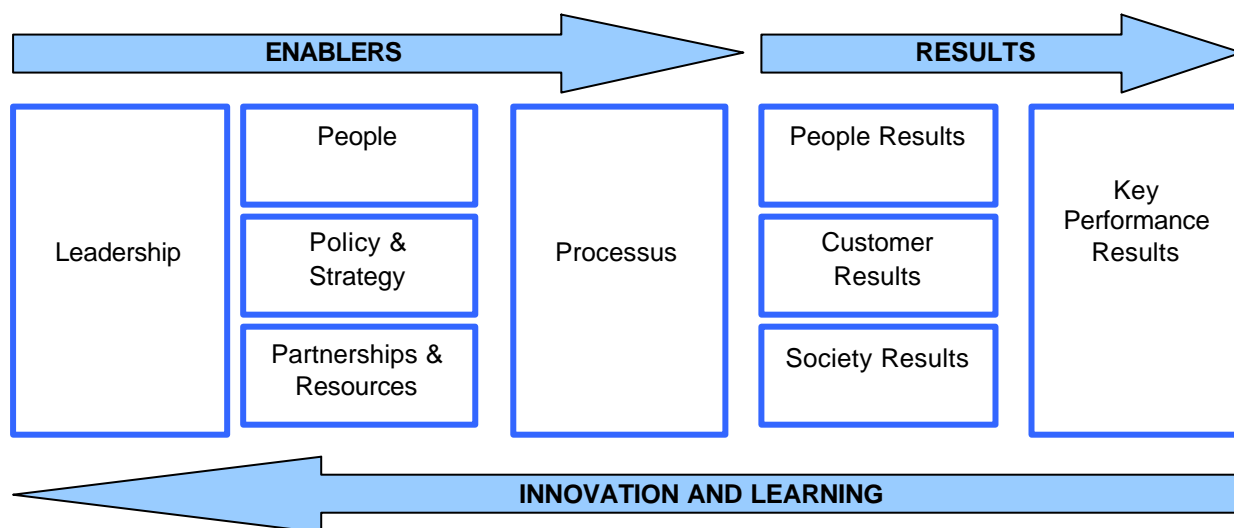 ENABLERS
RESULTS
Leadership
People
Policy &
Strategy
Partnerships &
Resources
Processus
People Results
Customer
Results
Society Results
Key
Performance
Results
INNOVATION AND LEARNING